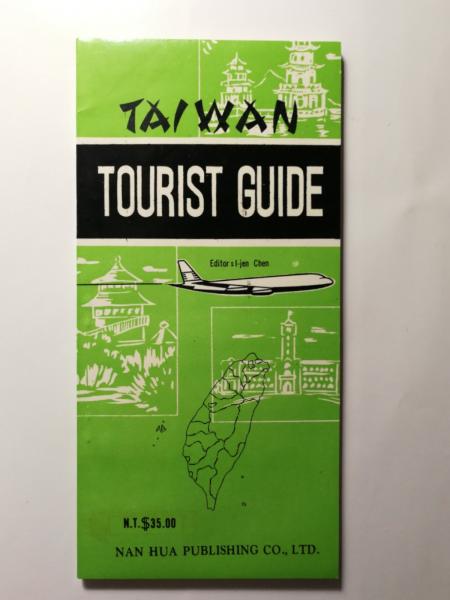 TAIWAN
TOURIST GUIDE
Editor:I-jen Chen
N.T.$35.00
NAN HUA PUBLISHING CO., LTD.